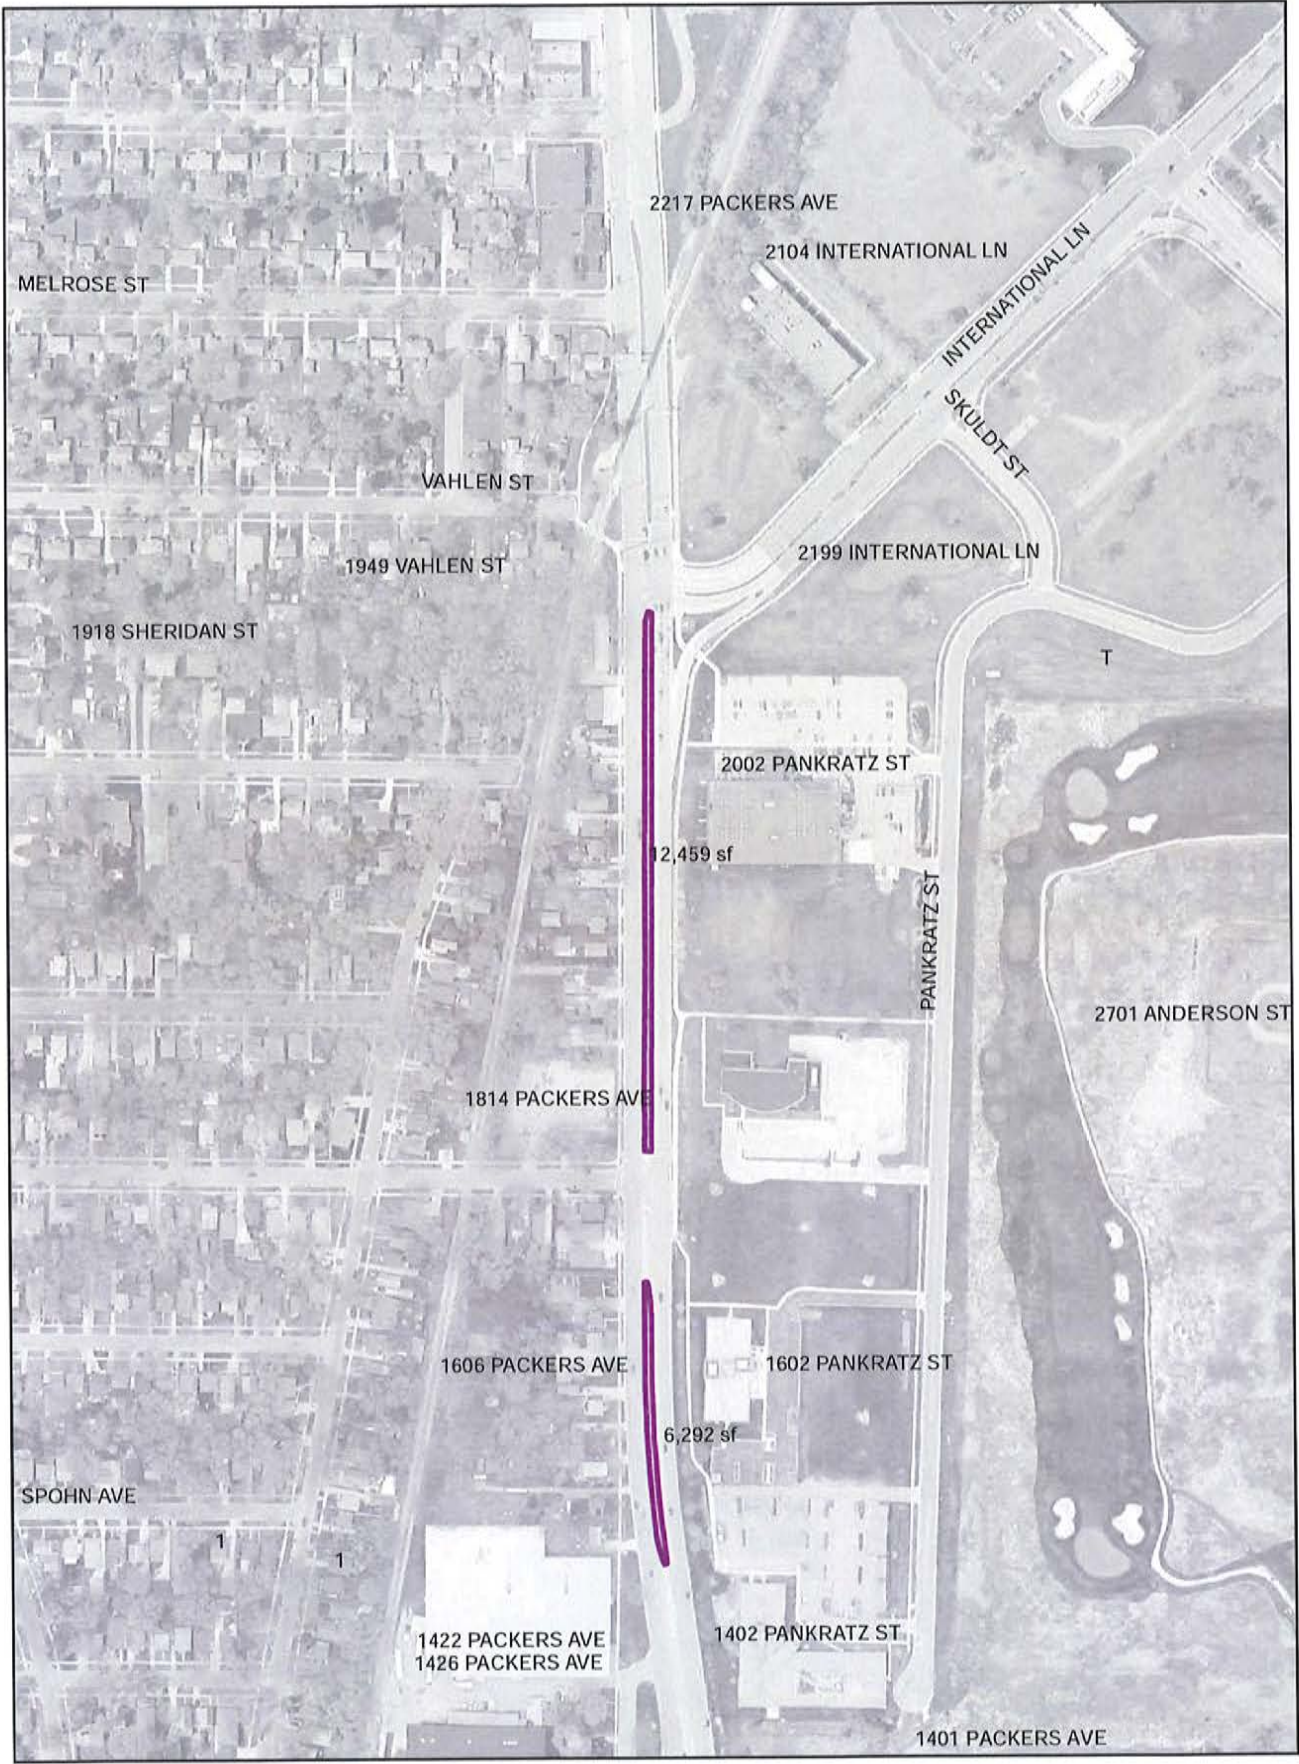 2217 PACKERS AVE
2104 INTERNATIONAL LN
INTERNATIONAL LN
MELROSE ST
SKULDT ST
VAHLEN ST
2199 INTERNATIONAL LN
1949 VAHLEN ST
1918 SHERIDAN ST
T
2002 PANKRATZ ST
12,459 sf
PANKRATZ ST
2701 ANDERSON ST
1814 PACKERS AVE
1606 PACKERS AVE
1602 PANKRATZ ST
6,292 sf
SPOHN AVE
1
1
1422 PACKERS AVE
1426 PACKERS AVE
1402 PANKRATZ ST
1401 PACKERS AVE